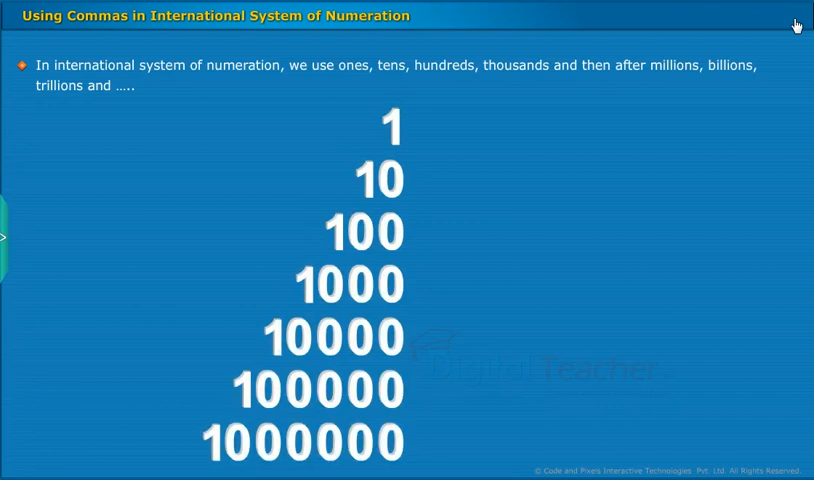 Using Commas in International System of Numeration
In international system of numeration, we use ones, tens, hundreds, thousands and then after millions, billions,
trillions and .....
1
10
100
1000
10000
100000
1000000
Digital Teacher
© Code and Pixels Interactive Technologies Pvt. Ltd. All Rights Reserved.